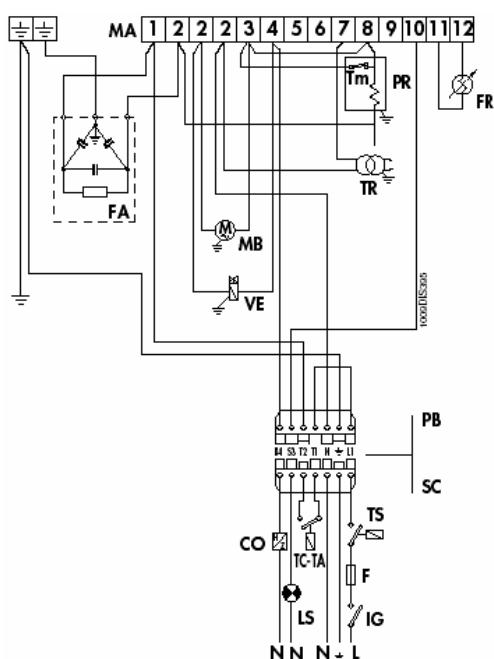 MA 1 2 2 2 3 4 5 6 7 8 9 10 11 12
Tm PR
FR
TR
FA
M MB
VE
1009DIS395
PB
B4 S3 T2 T1 N L1
SC
TS
CO
TC-TA
F
LS
IG
N N N L